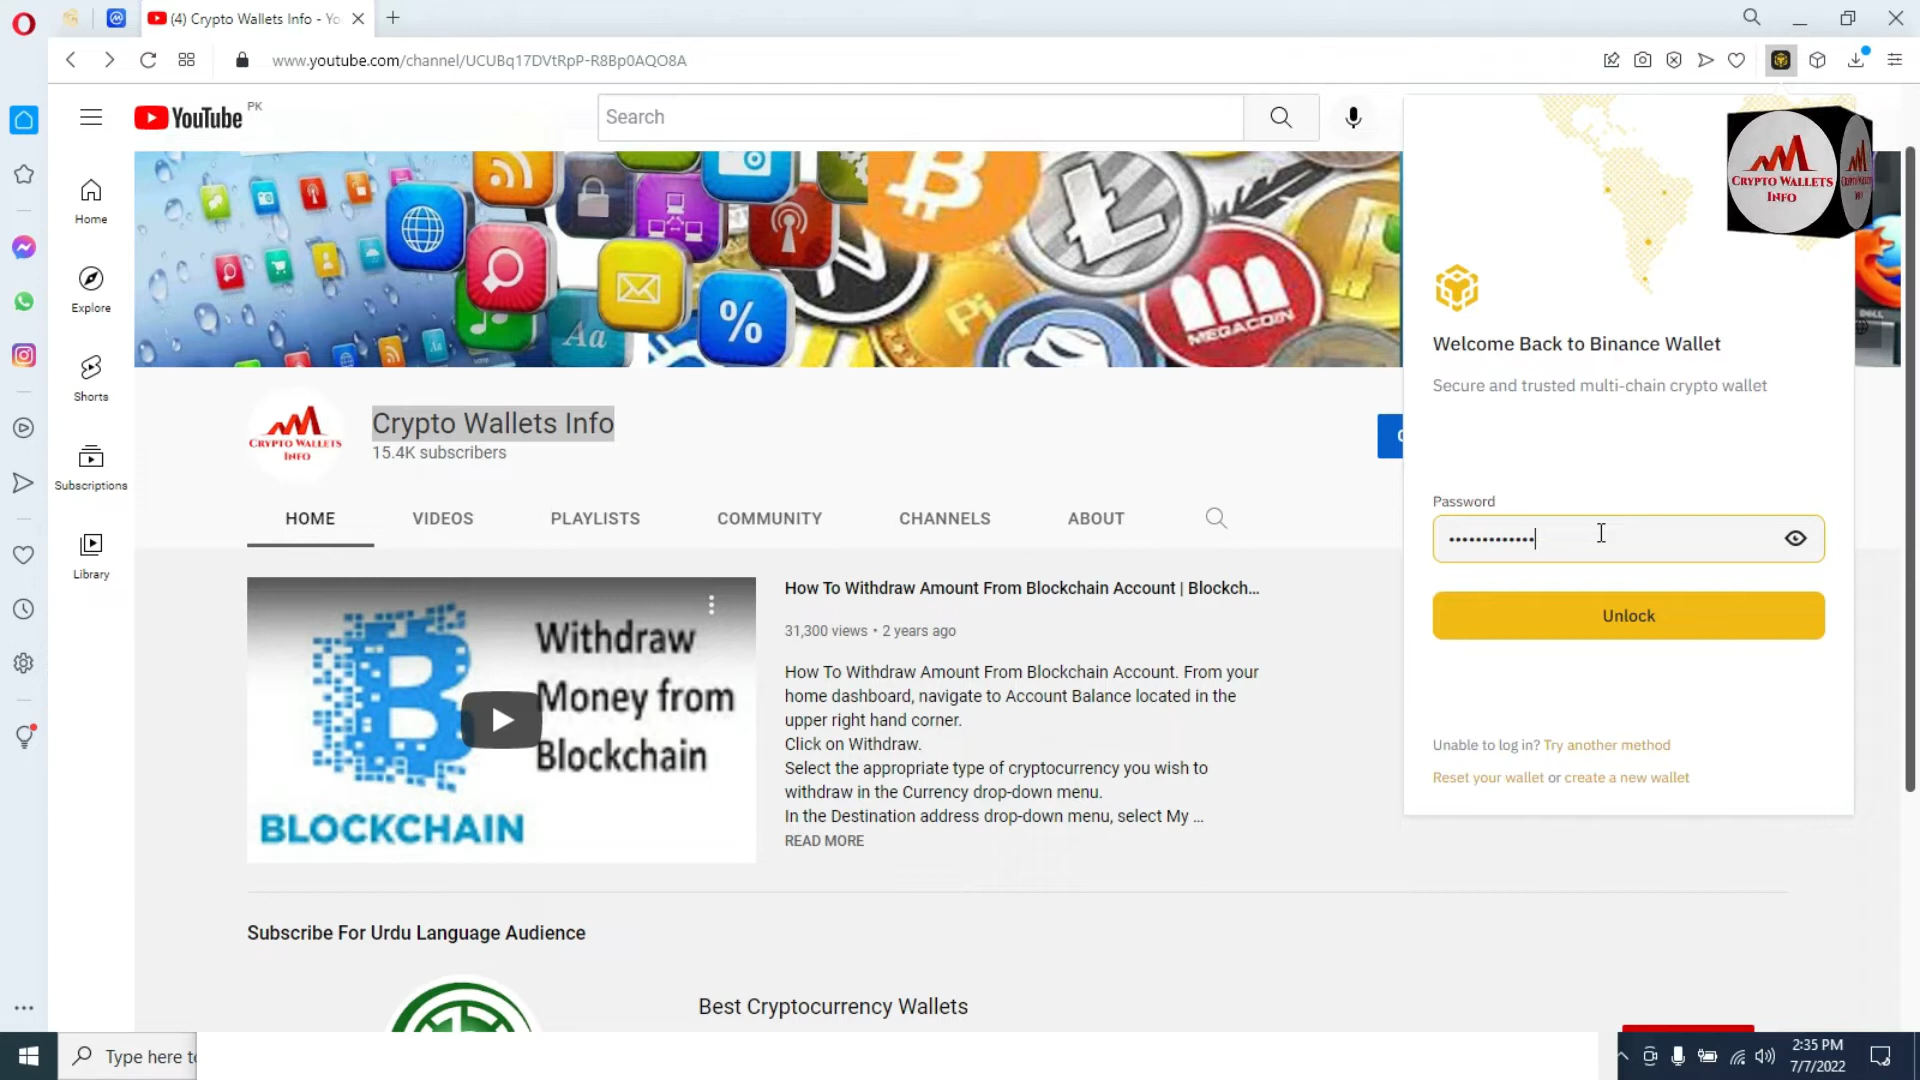 (4) Crypto Wallets Info - Yo
www.youtube.com/channel/UCUBq17DVtRpP-R8Bp0AQO8A
YouTube PK
Search
CRYPTO WALLETS
INFO
Home
Explore
Shorts
Subscriptions
Library
%
Aa
MEGACOIN
DELL
CRYPTO WALLETS
INFO
Crypto Wallets Info
15.4K subscribers
HOME
VIDEOS
PLAYLISTS
COMMUNITY
CHANNELS
ABOUT
Withdraw
Money from
Blockchain
BLOCKCHAIN
How To Withdraw Amount From Blockchain Account | Blockch...
31,300 views • 2 years ago
How To Withdraw Amount From Blockchain Account. From your
home dashboard, navigate to Account Balance located in the
upper right hand corner.
Click on Withdraw.
Select the appropriate type of cryptocurrency you wish to
withdraw in the Currency drop-down menu.
In the Destination address drop-down menu, select My ...
READ MORE
Subscribe For Urdu Language Audience
Best Cryptocurrency Wallets
Welcome Back to Binance Wallet
Secure and trusted multi-chain crypto wallet
Password
•••••••••••••
Unlock
Unable to log in? Try another method
Reset your wallet or create a new wallet
Type here to
2:35 PM
7/7/2022